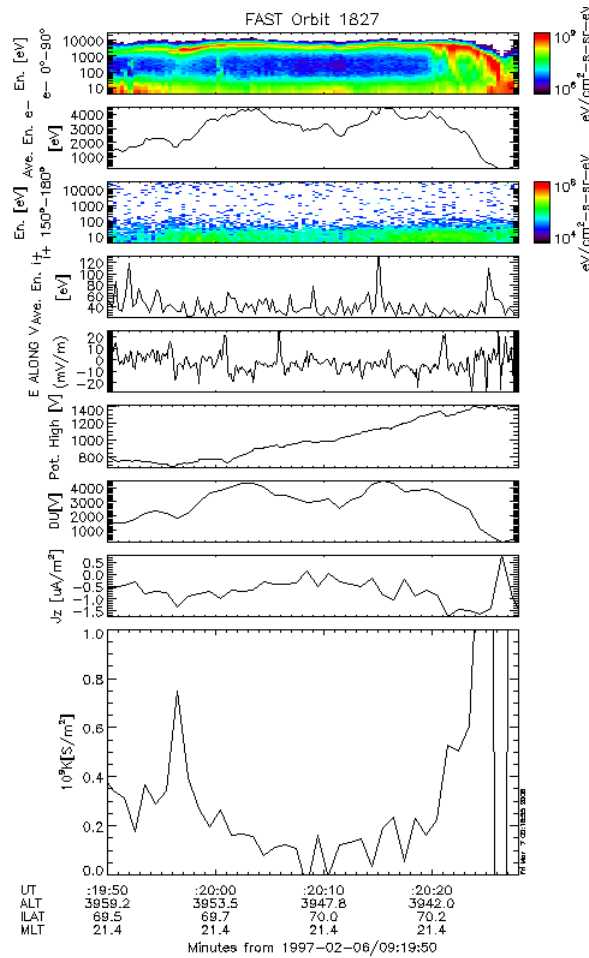 FAST Orbit 1827
En. [eV]
e− 0°−90°
10000
1000
100
10
10⁹
10⁶
eV/cm²−s−sr−eV
Ave. En. e−
[eV]
4000
3000
2000
1000
En. [eV]
i+ 150°−180°
10000
1000
100
10
10⁶
10⁴
eV/cm²−s−sr−eV
Ave. En. i+
[eV]
120
100
80
60
40
E ALONG V
(mV/m)
20
10
0
−10
−20
Pot. High [V]
1400
1200
1000
800
DU[V]
4000
3000
2000
1000
Jz [uA/m²]
0.5
0.0
−0.5
−1.0
−1.5
10⁹K[S/m²]
1.0
0.8
0.6
0.4
0.2
0.0
UT :19:50 :20:00 :20:10 :20:20
ALT 3959.2 3953.5 3947.8 3942.0
ILAT 69.5 69.7 70.0 70.2
MLT 21.4 21.4 21.4 21.4
Minutes from 1997−02−06/09:19:50